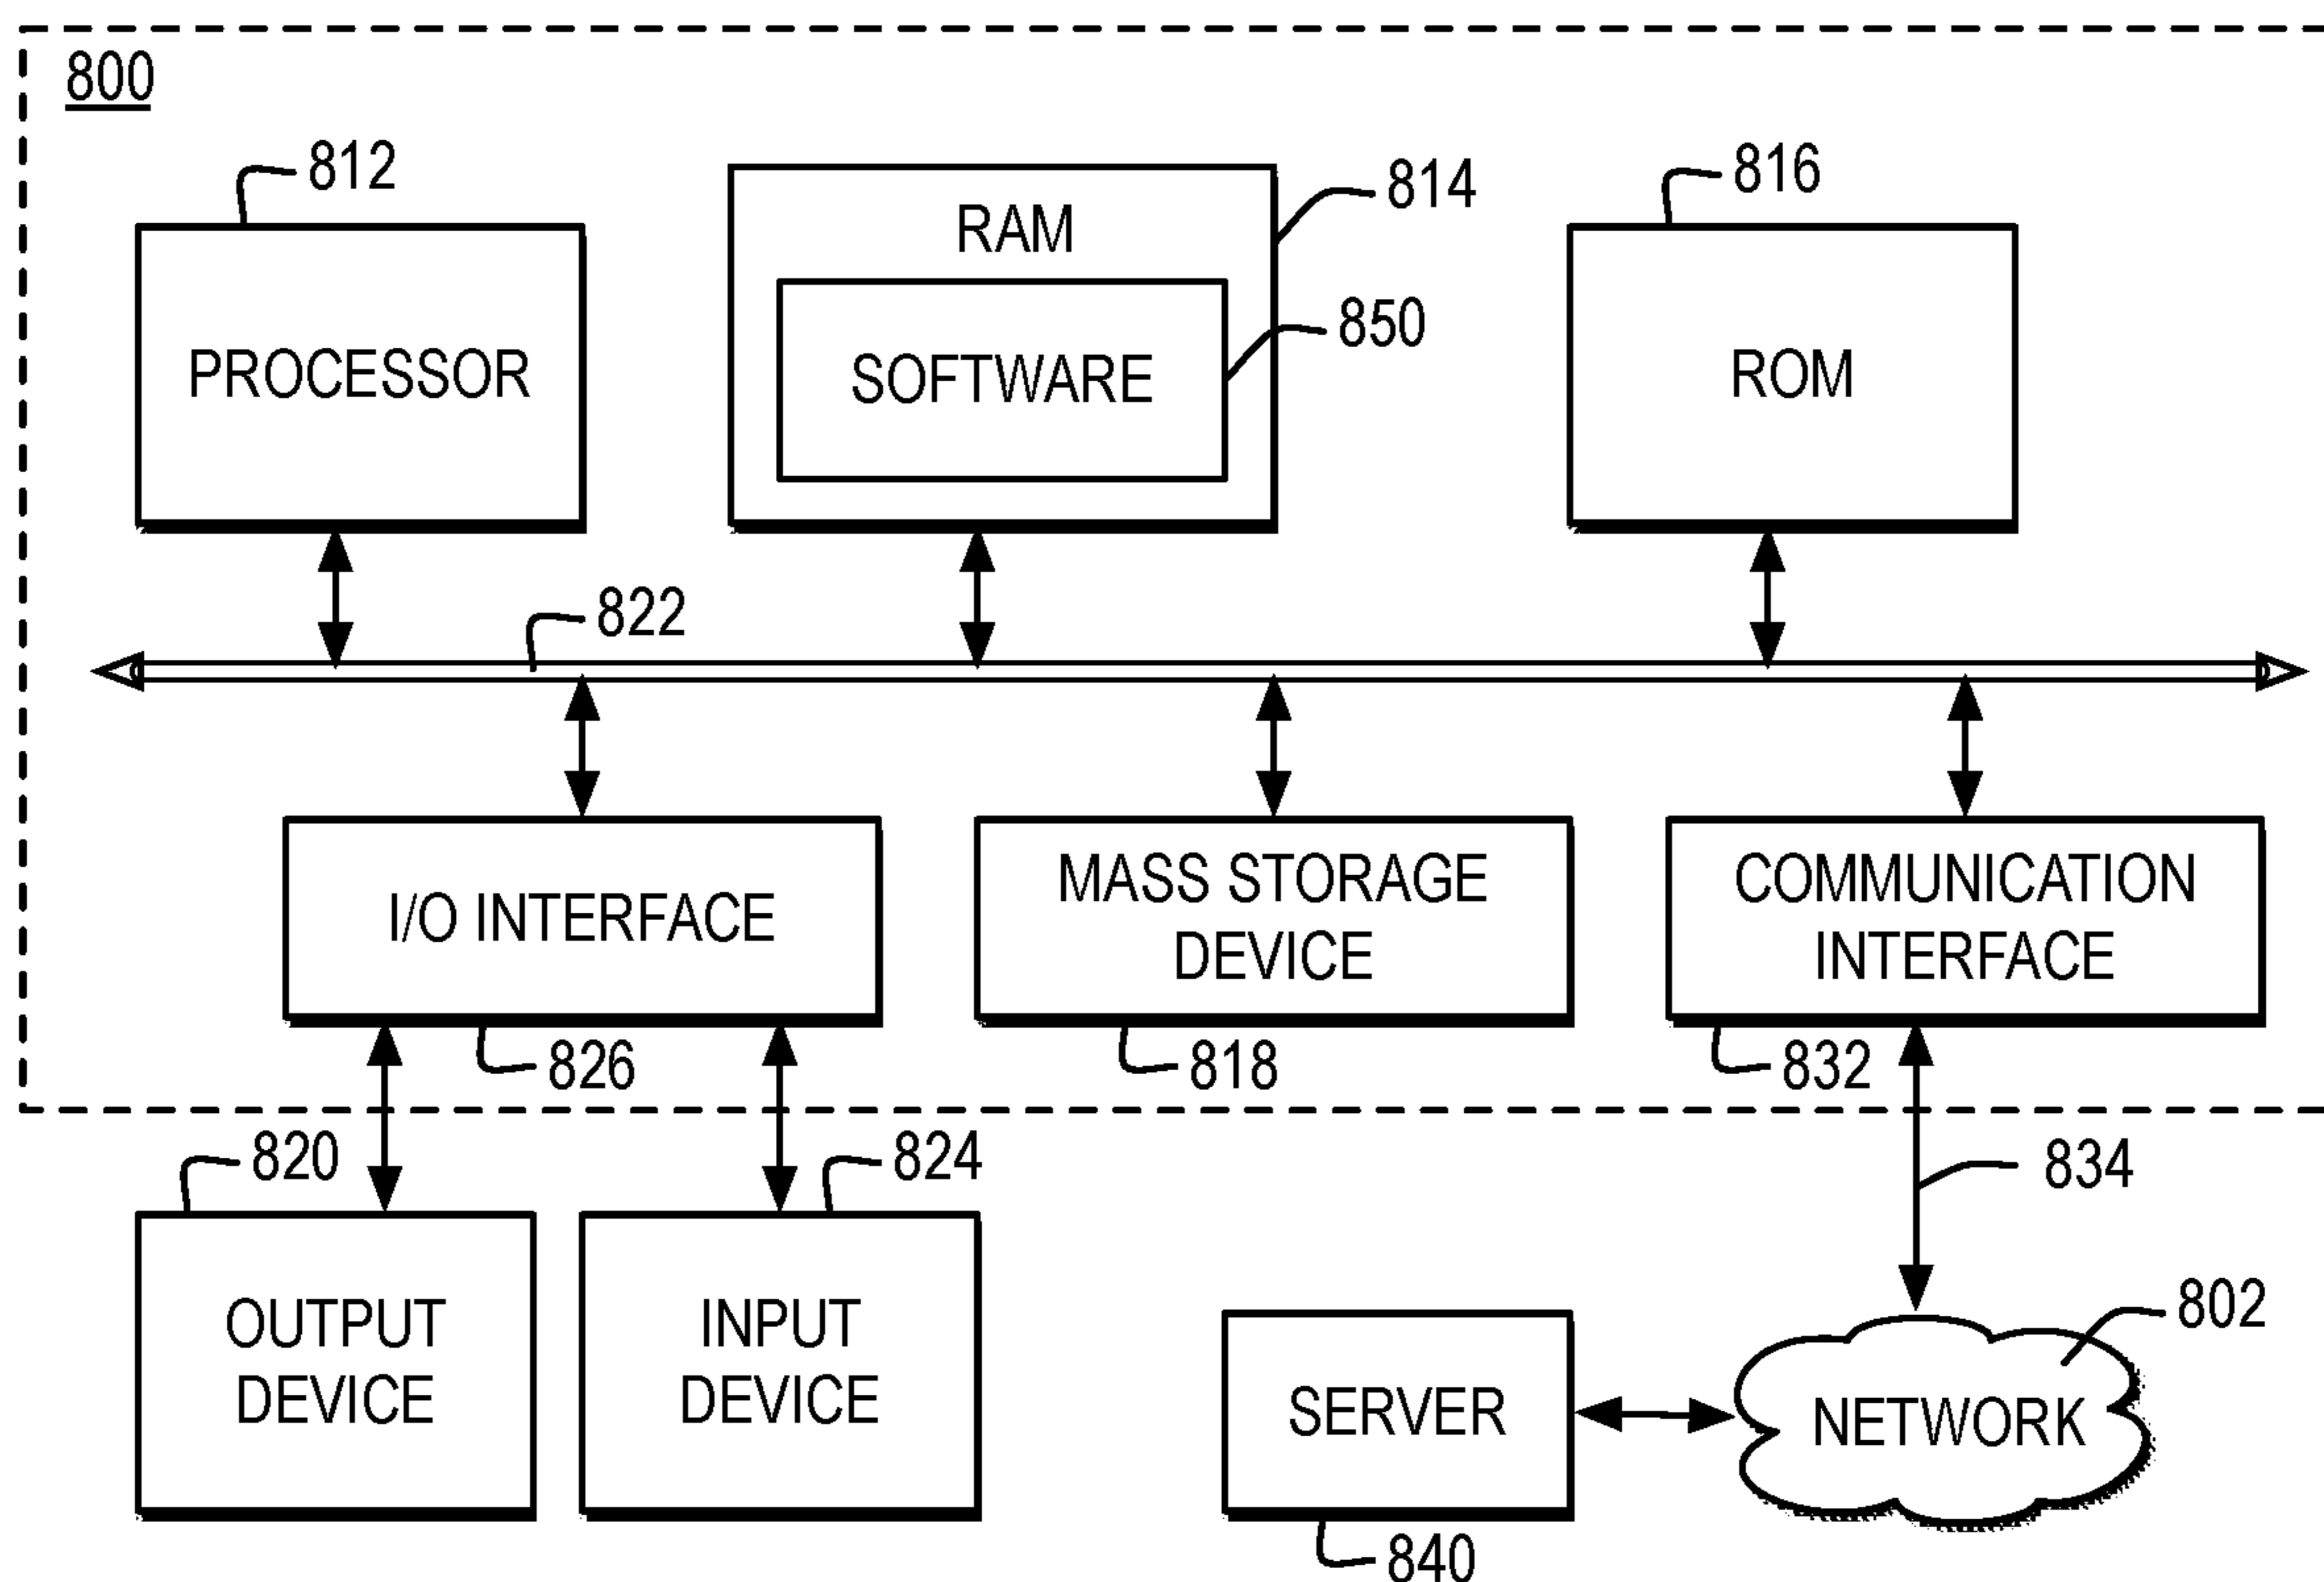 800
812
814
816
RAM
850
PROCESSOR
SOFTWARE
ROM
822
I/O INTERFACE
MASS STORAGE
DEVICE
COMMUNICATION
INTERFACE
826
818
832
820
824
834
OUTPUT
DEVICE
INPUT
DEVICE
802
SERVER
NETWORK
840